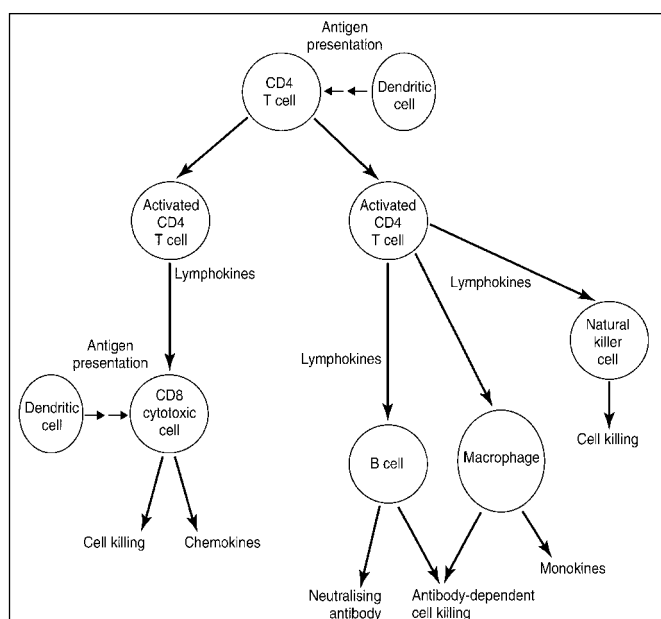 Antigen
presentation
CD4
T cell
Dendritic
cell
Activated
CD4
T cell
Activated
CD4
T cell
Lymphokines
Lymphokines
Natural
killer
cell
Antigen
presentation
Lymphokines
Dendritic
cell
CD8
cytotoxic
cell
Cell killing
B cell
Macrophage
Cell killing
Chemokines
Monokines
Neutralising
antibody
Antibody-dependent
cell killing